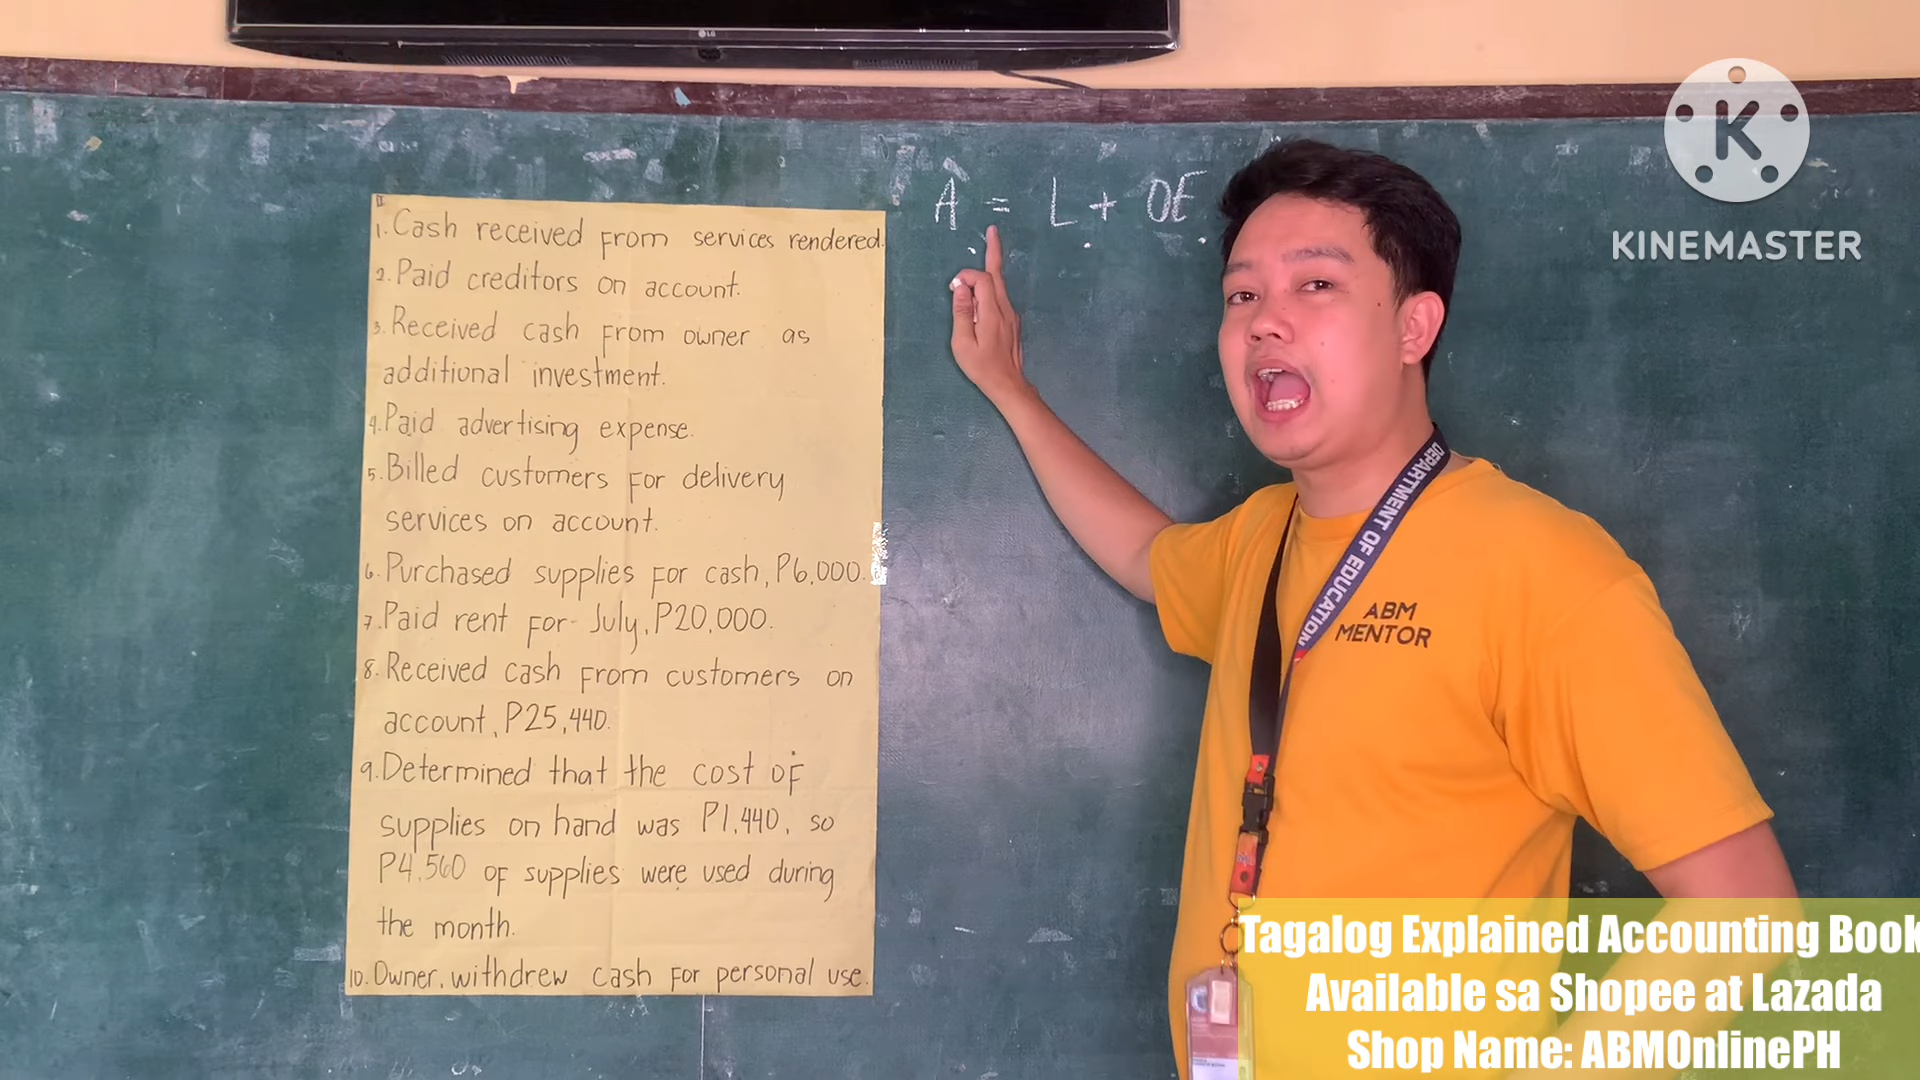 LG
A = L + OE
K
KINEMASTER
II
1. Cash received from services rendered.
2. Paid creditors on account.
3. Received cash from owner as
additional investment.
4. Paid advertising expense.
5. Billed customers for delivery
services on account.
6. Purchased supplies for cash, P6,000.
7. Paid rent for July, P20,000.
8. Received cash from customers on
account, P25,440.
9. Determined that the cost of
supplies on hand was P1,440, so
P4,560 of supplies were used during
the month.
10. Owner, withdrew cash for personal use.
DEPARTMENT OF EDUCATION
ABM
MENTOR
Tagalog Explained Accounting Book
Available sa Shopee at Lazada
Shop Name: ABMOnlinePH